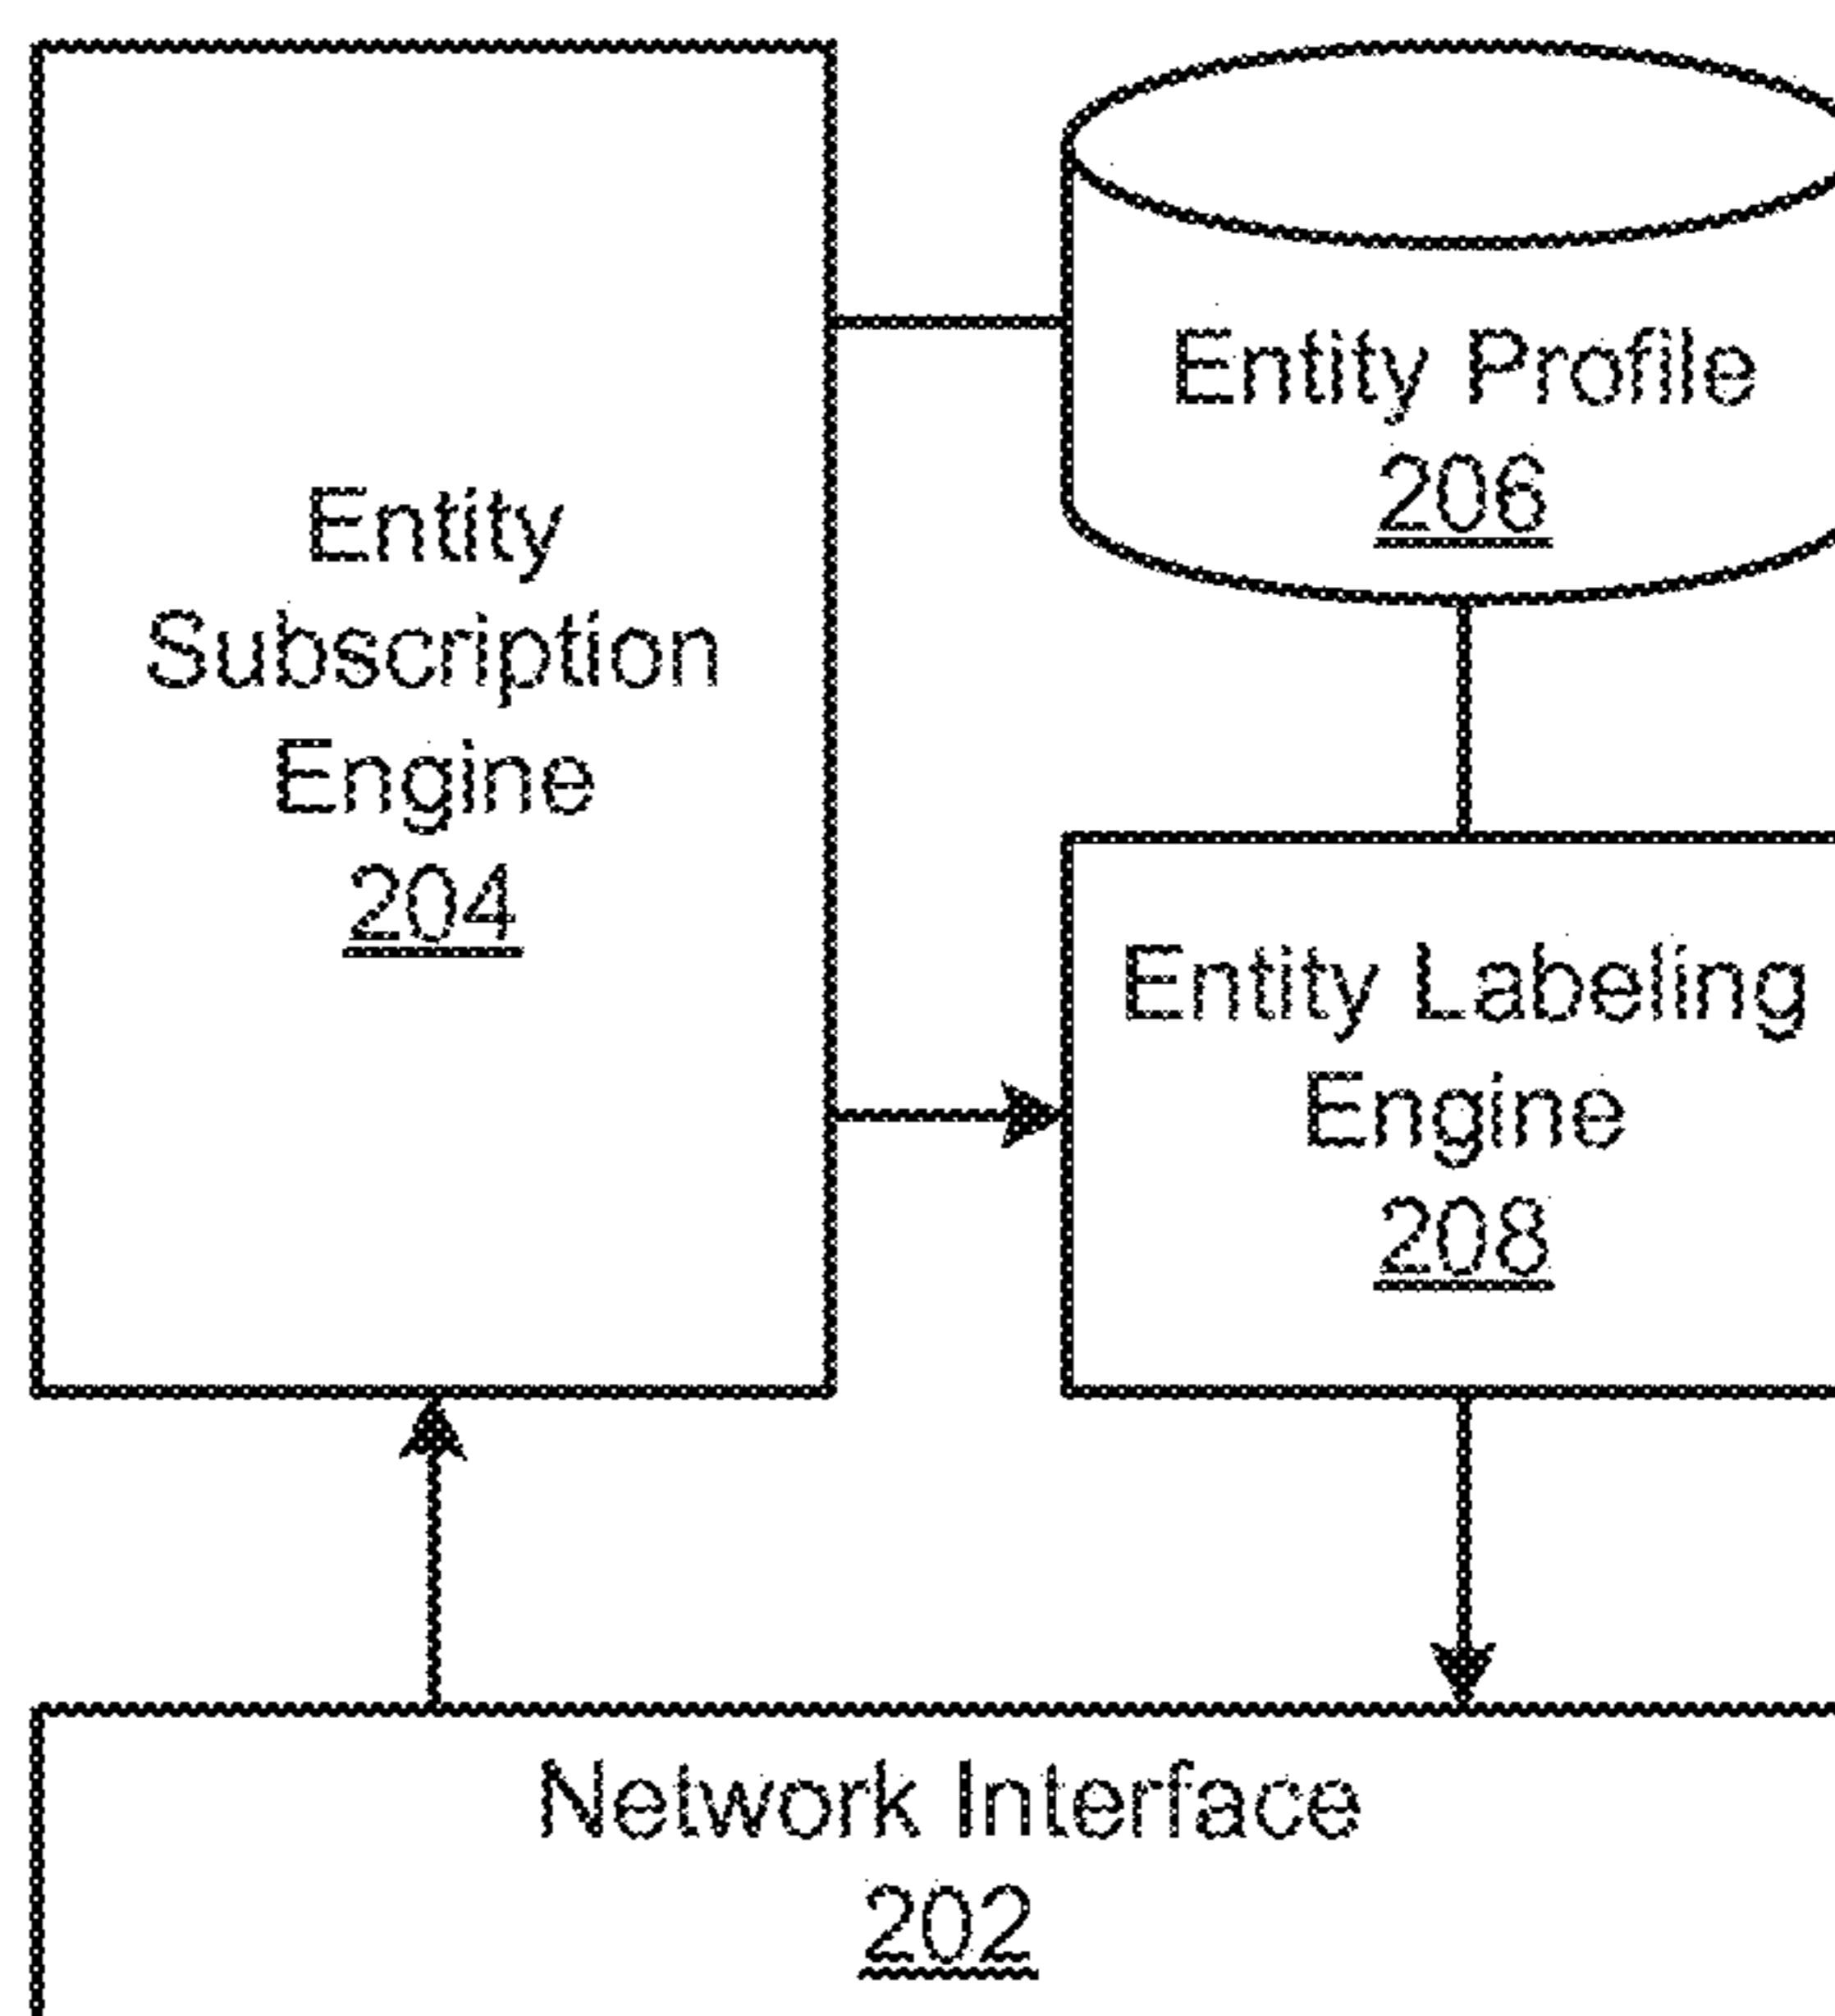 Entity
Subscription
Engine
204
Entity Profile
206
Entity Labeling
Engine
208
Network Interface
202